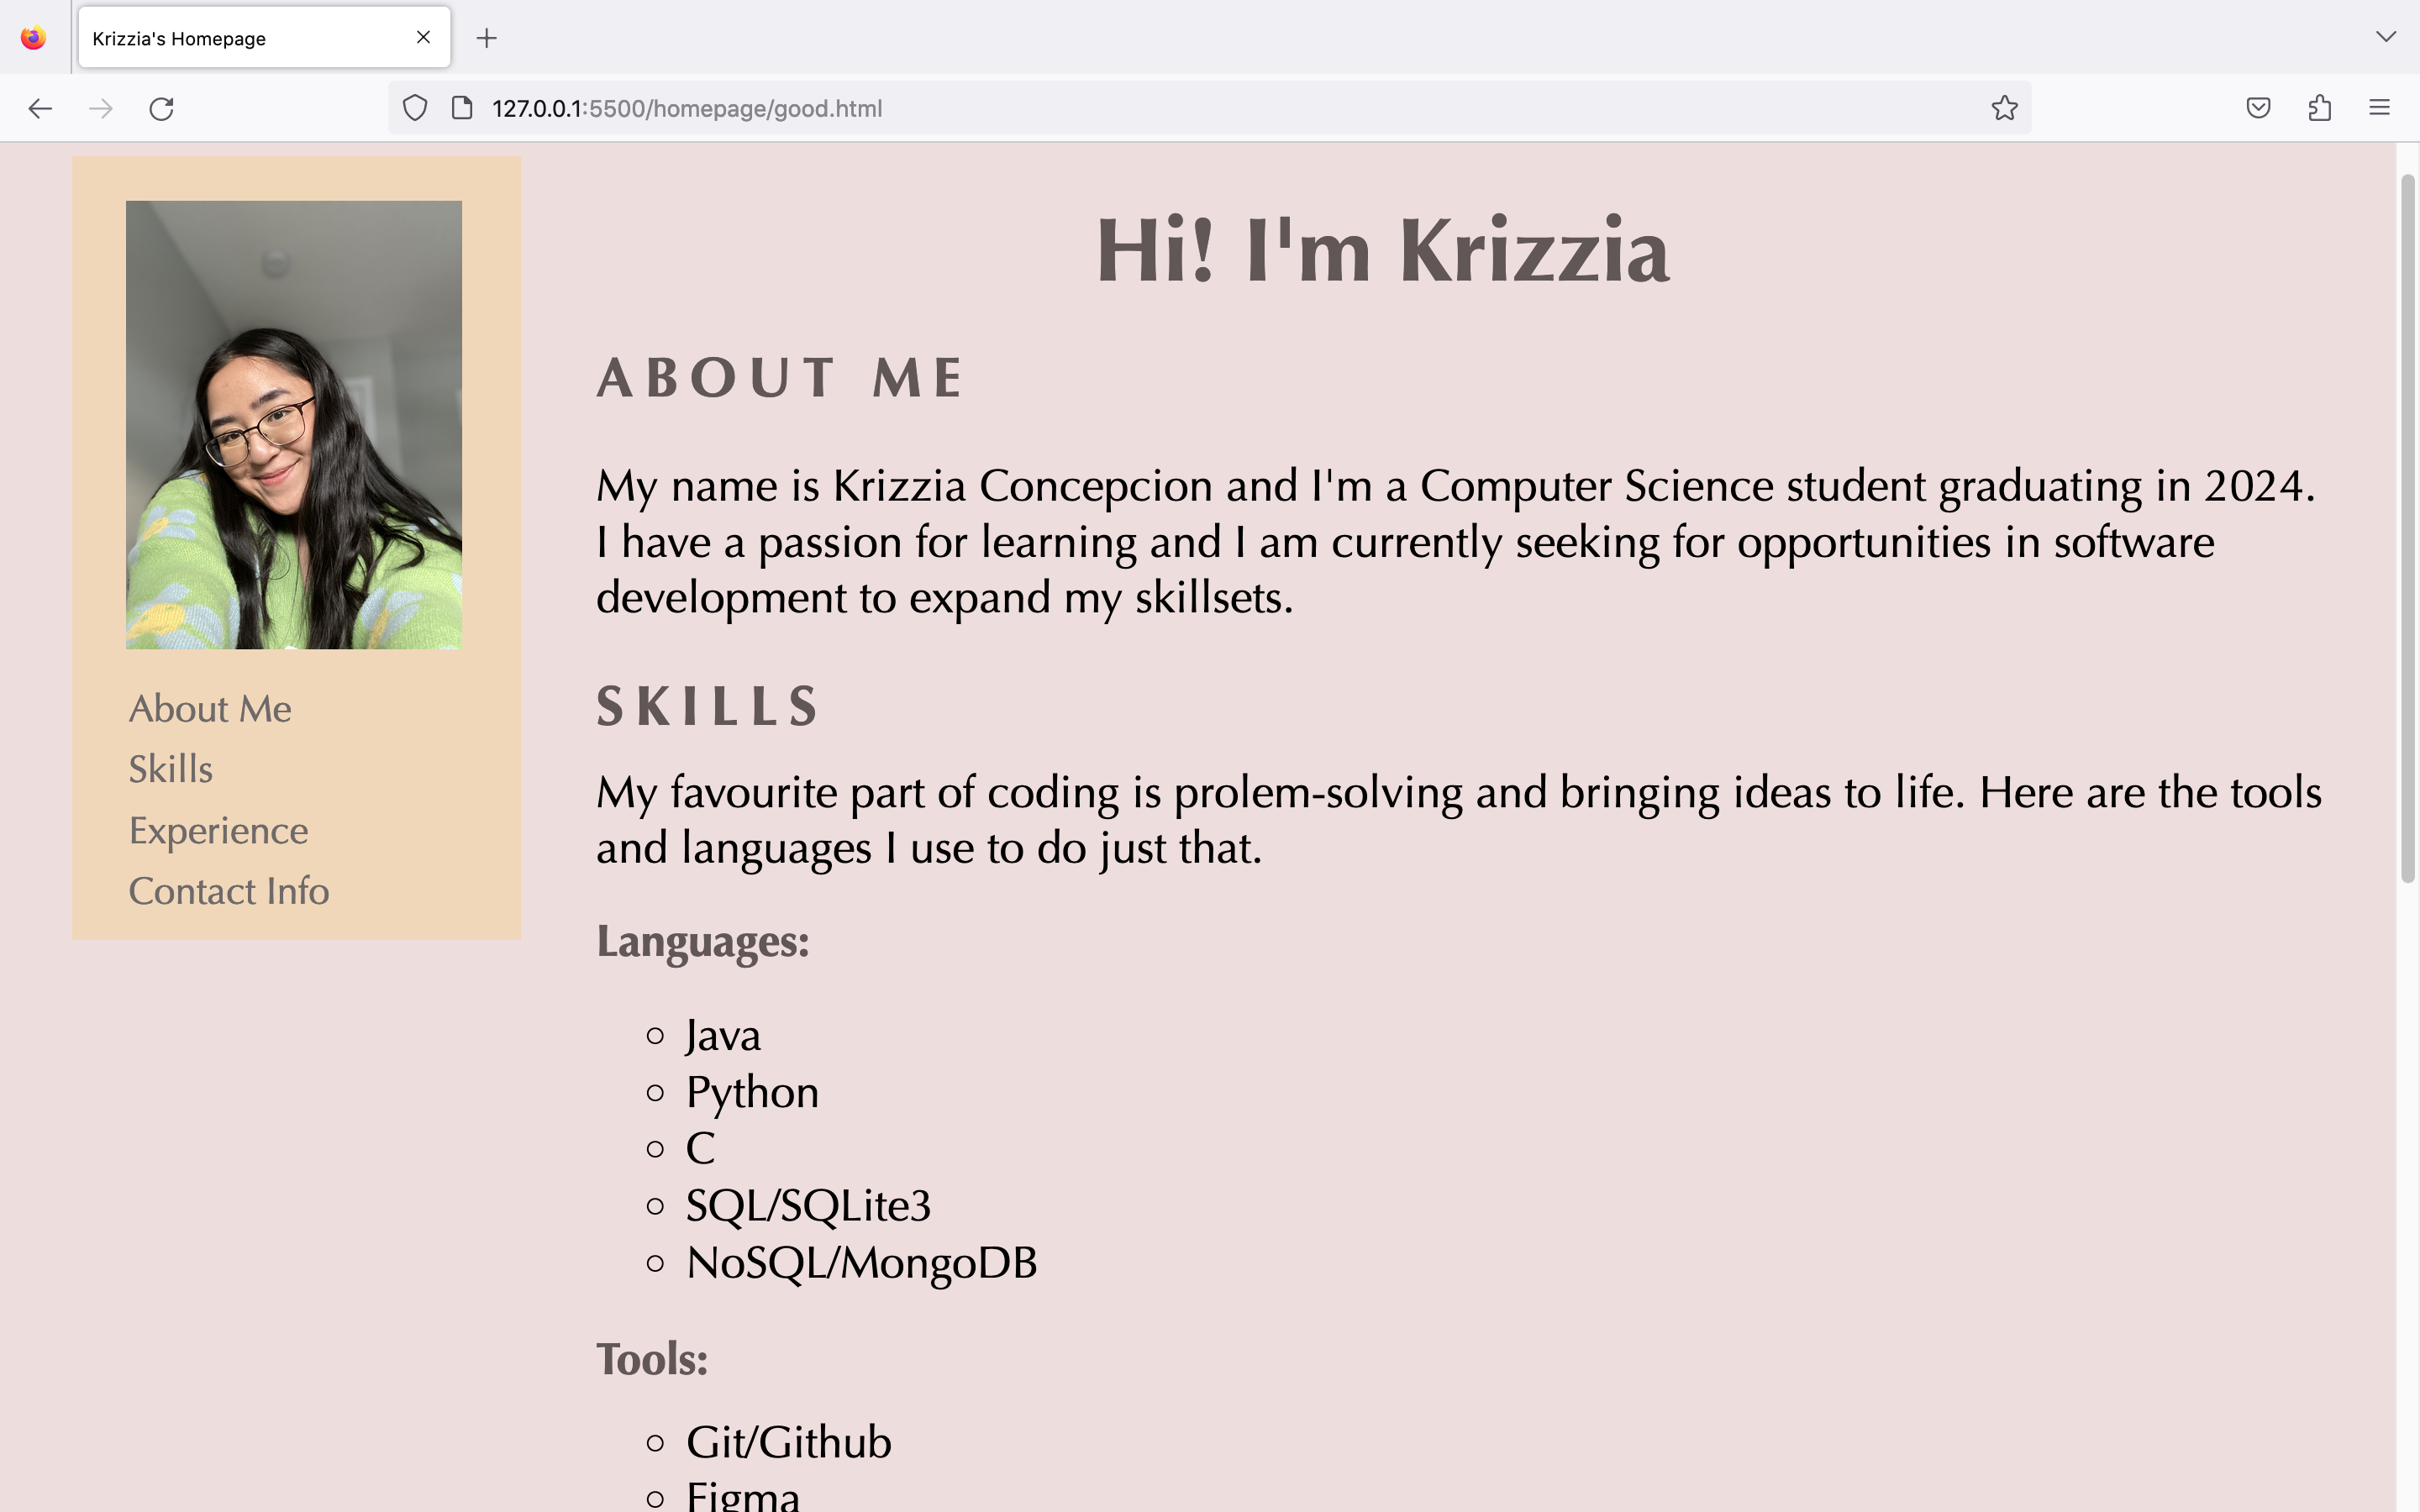 Krizzia's Homepage
127.0.0.1:5500/homepage/good.html
About Me
Skills
Experience
Contact Info
Hi! I'm Krizzia
ABOUT ME
My name is Krizzia Concepcion and I'm a Computer Science student graduating in 2024.
I have a passion for learning and I am currently seeking for opportunities in software
development to expand my skillsets.
SKILLS
My favourite part of coding is prolem-solving and bringing ideas to life. Here are the tools
and languages I use to do just that.
Languages:
Java
Python
C
SQL/SQLite3
NoSQL/MongoDB
Tools:
Git/Github
Figma